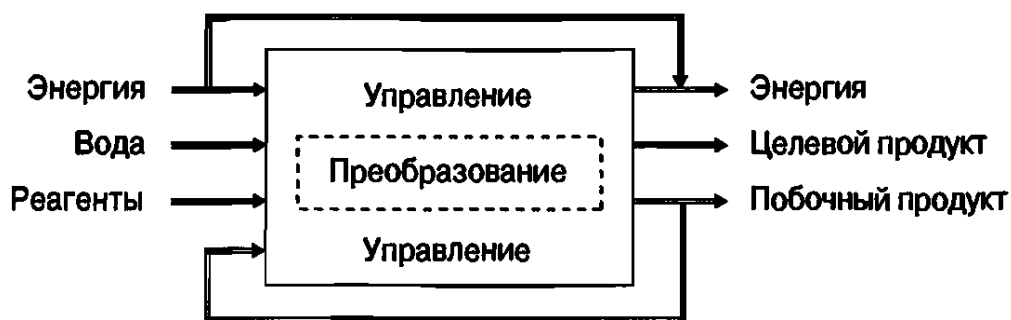 Энергия
Вода
Реагенты
Управление
Преобразование
Управление
Энергия
Целевой продукт
Побочный продукт